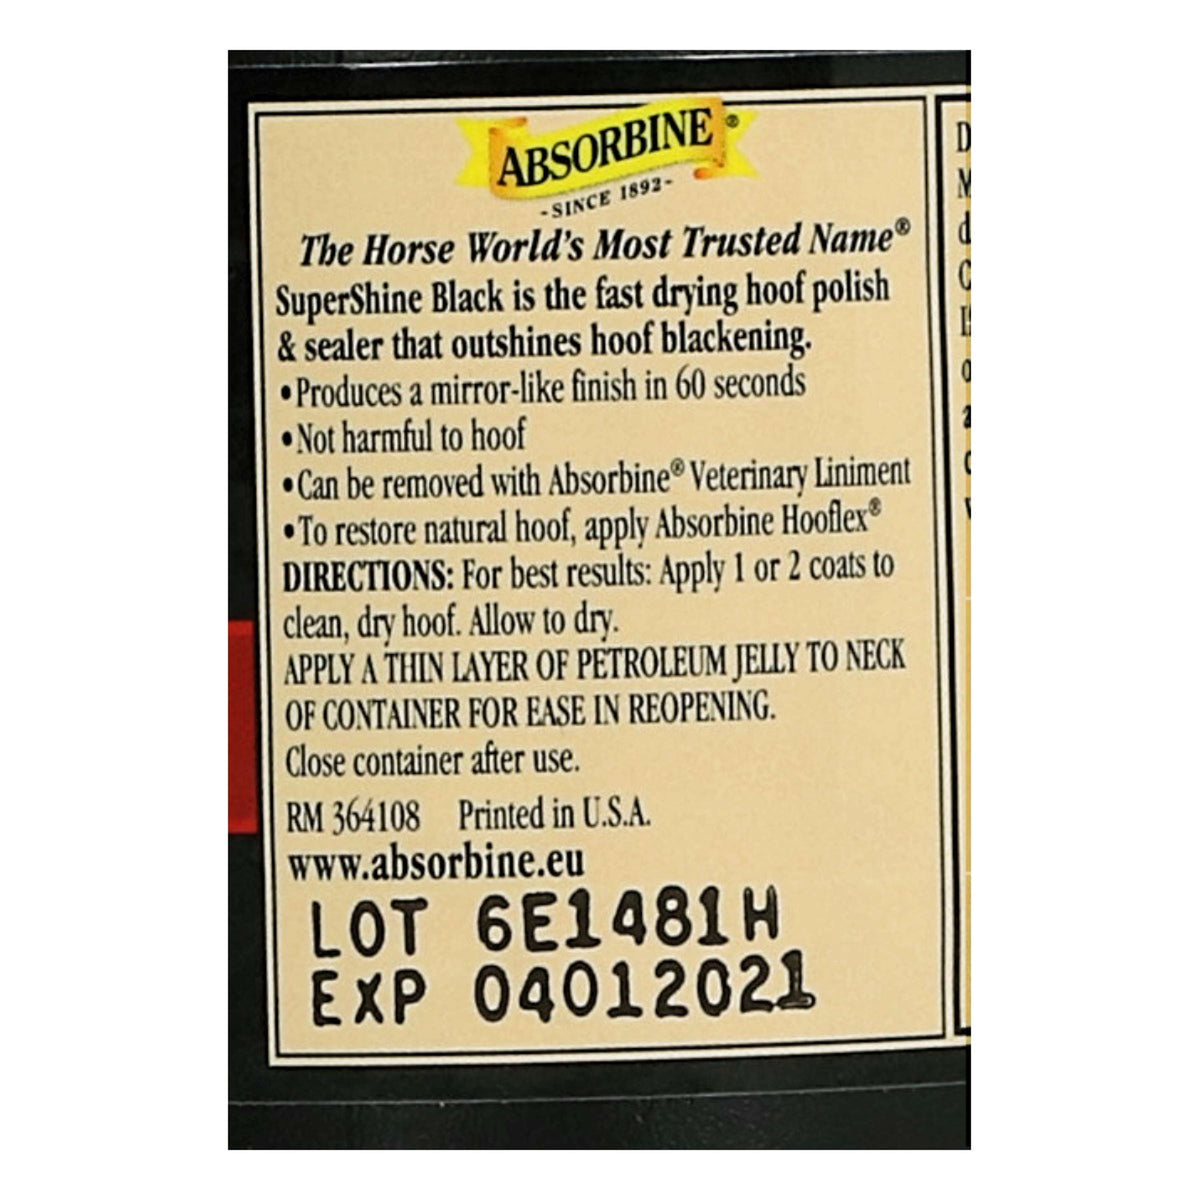 ABSORBINE®
-SINCE 1892-
The Horse World's Most Trusted Name®
SuperShine Black is the fast drying hoof polish
& sealer that outshines hoof blackening.
•Produces a mirror-like finish in 60 seconds
•Not harmful to hoof
•Can be removed with Absorbine® Veterinary Liniment
•To restore natural hoof, apply Absorbine Hooflex®
DIRECTIONS: For best results: Apply 1 or 2 coats to
clean, dry hoof. Allow to dry.
APPLY A THIN LAYER OF PETROLEUM JELLY TO NECK
OF CONTAINER FOR EASE IN REOPENING.
Close container after use.
RM 364108 Printed in U.S.A.
www.absorbine.eu
LOT 6E1481H
EXP 04012021